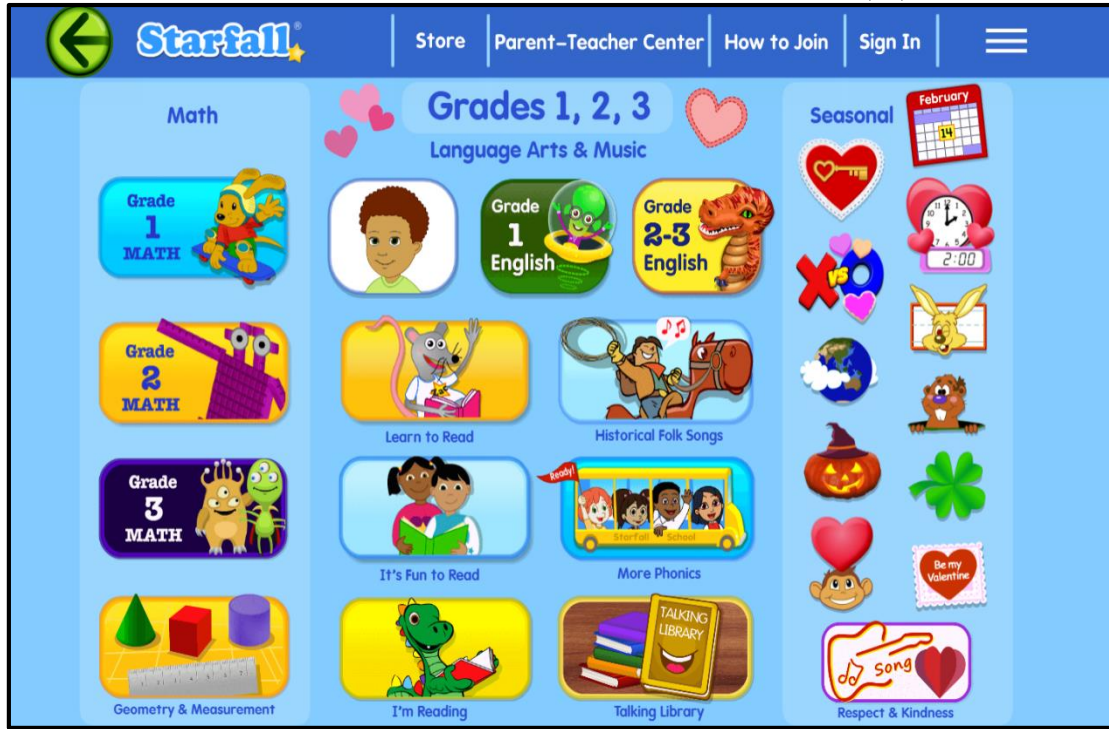 Starfall
Store
Parent–Teacher Center
How to Join
Sign In
Math
Grade
1
MATH
Grade
2
MATH
Grade
3
MATH
Geometry & Measurement
Grades 1, 2, 3
Language Arts & Music
Grade
1
English
Grade
2-3
English
Learn to Read
Historical Folk Songs
It's Fun to Read
Ready!
Starfall School
More Phonics
I'm Reading
TALKING
LIBRARY
Talking Library
Seasonal
February
14
2:00
X vs O
Be my
Valentine
Song
Respect & Kindness